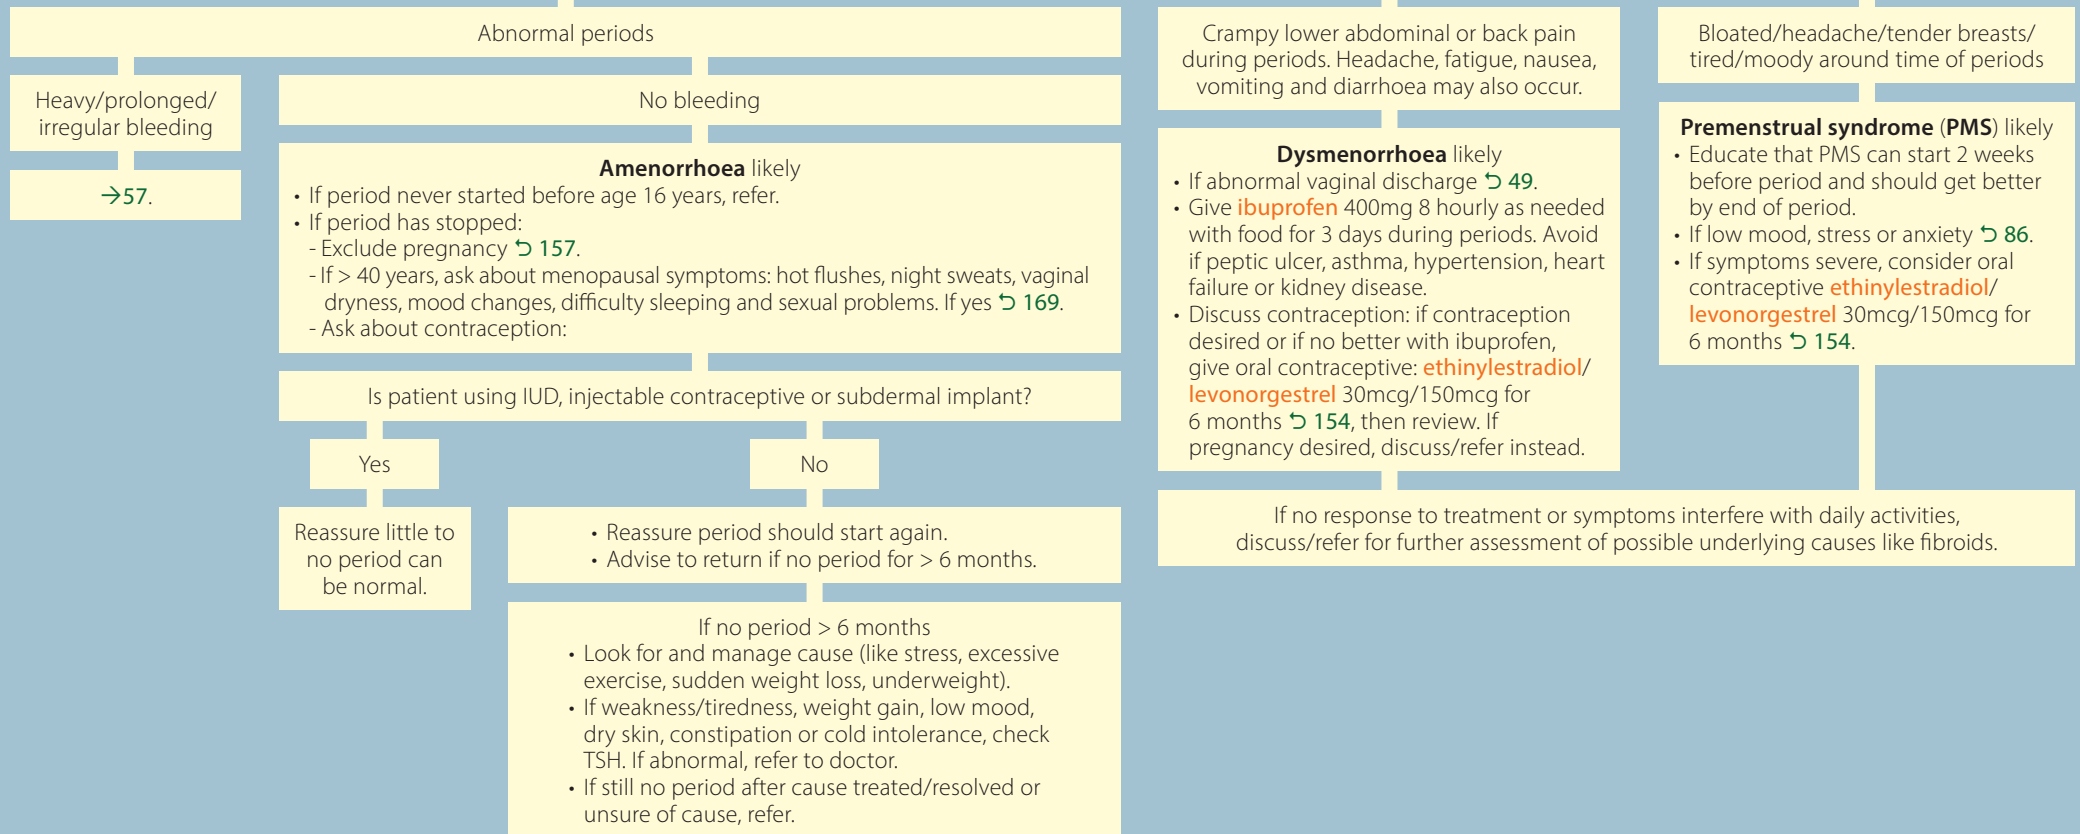 Abnormal periods
Heavy/prolonged/
irregular bleeding
→57.
No bleeding
Amenorrhoea likely
• If period never started before age 16 years, refer.
• If period has stopped:
- Exclude pregnancy ⮌ 157.
- If > 40 years, ask about menopausal symptoms: hot flushes, night sweats, vaginal
dryness, mood changes, difficulty sleeping and sexual problems. If yes ⮌ 169.
- Ask about contraception:
Is patient using IUD, injectable contraceptive or subdermal implant?
Yes
Reassure little to
no period can
be normal.
No
• Reassure period should start again.
• Advise to return if no period for > 6 months.
If no period > 6 months
• Look for and manage cause (like stress, excessive
exercise, sudden weight loss, underweight).
• If weakness/tiredness, weight gain, low mood,
dry skin, constipation or cold intolerance, check
TSH. If abnormal, refer to doctor.
• If still no period after cause treated/resolved or
unsure of cause, refer.
Crampy lower abdominal or back pain
during periods. Headache, fatigue, nausea,
vomiting and diarrhoea may also occur.
Dysmenorrhoea likely
• If abnormal vaginal discharge ⮌ 49.
• Give ibuprofen 400mg 8 hourly as needed
with food for 3 days during periods. Avoid
if peptic ulcer, asthma, hypertension, heart
failure or kidney disease.
• Discuss contraception: if contraception
desired or if no better with ibuprofen,
give oral contraceptive: ethinylestradiol/
levonorgestrel 30mcg/150mcg for
6 months ⮌ 154, then review. If
pregnancy desired, discuss/refer instead.
Bloated/headache/tender breasts/
tired/moody around time of periods
Premenstrual syndrome (PMS) likely
• Educate that PMS can start 2 weeks
before period and should get better
by end of period.
• If low mood, stress or anxiety ⮌ 86.
• If symptoms severe, consider oral
contraceptive ethinylestradiol/
levonorgestrel 30mcg/150mcg for
6 months ⮌ 154.
If no response to treatment or symptoms interfere with daily activities,
discuss/refer for further assessment of possible underlying causes like fibroids.